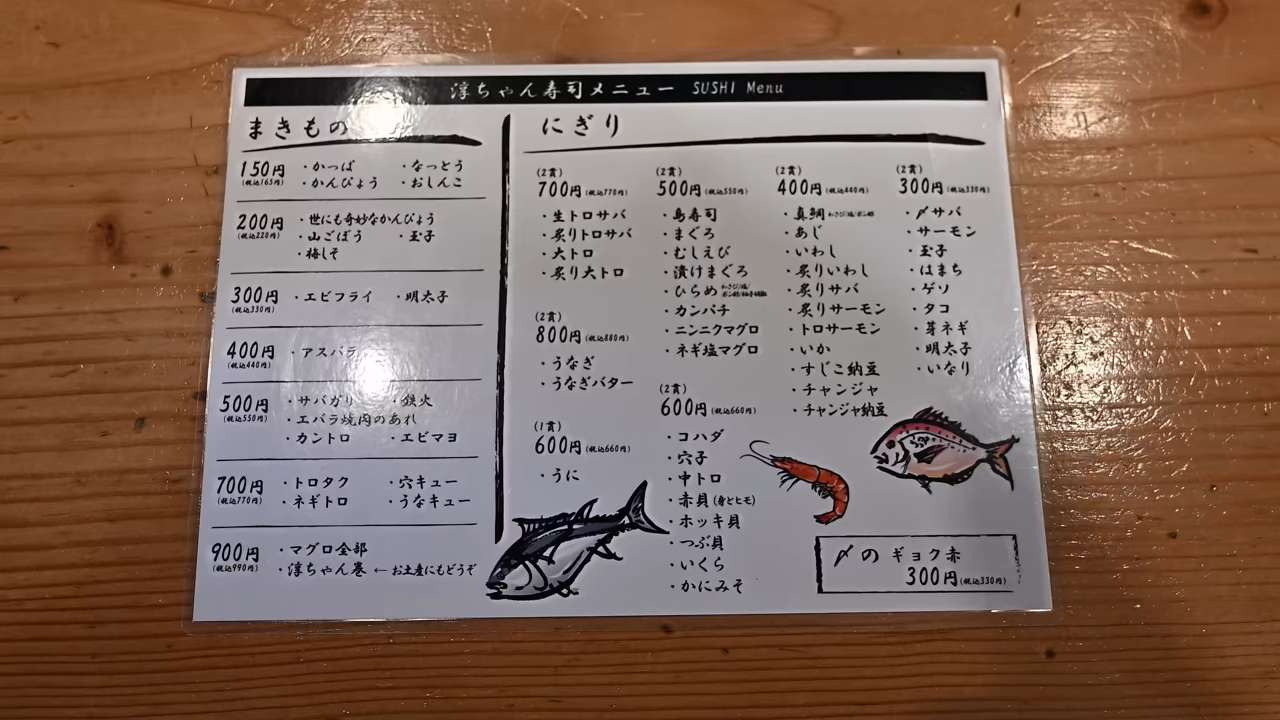 淳ちゃん寿司メニュー SUSHI Menu
まきもの
150円 ・かっぱ ・なっとう
(税込165円) ・かんぴょう ・おしんこ
200円 ・世にも奇妙なかんぴょう
(税込220円) ・山ごぼう ・玉子
・梅しそ
300円 ・エビフライ ・明太子
(税込330円)
400円 ・アスパラ
(税込440円)
500円 ・サバガリ ・鉄火
(税込550円) ・エバラ焼肉のあれ
・カントロ ・エビマヨ
700円 ・トロタク ・穴キュー
(税込770円) ・ネギトロ ・うなキュー
900円 ・マグロ全部
(税込990円) ・淳ちゃん巻 ← お土産にもどうぞ
にぎり
(2貫)
700円(税込770円)
・生トロサバ
・炙りトロサバ
・大トロ
・炙り大トロ
(2貫)
800円(税込880円)
・うなぎ
・うなぎバター
(1貫)
600円(税込660円)
・うに
(2貫)
500円(税込550円)
・島寿司
・まぐろ
・むしえび
・漬けまぐろ
・ひらめ
・カンパチ
・ニンニクマグロ
・ネギ塩マグロ
(2貫)
600円(税込660円)
・コハダ
・穴子
・中トロ
・赤貝(身とヒモ)
・ホッキ貝
・つぶ貝
・いくら
・かにみそ
(2貫)
400円(税込440円)
・真鯛 わさび/塩/ポン酢
・あじ
・いわし
・炙りいわし
・炙りサバ
・炙りサーモン
・トロサーモン
・いか
・すじこ納豆
・チャンジャ
・チャンジャ納豆
(2貫)
300円(税込330円)
・〆サバ
・サーモン
・玉子
・はまち
・ゲソ
・タコ
・芽ネギ
・明太子
・いなり
〆の ギョク赤
300円(税込330円)